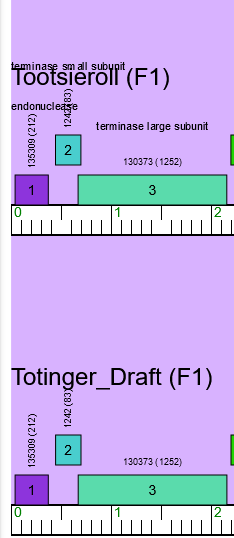 terminase small subunit
Tootsieroll (F1)
endonuclease
1242 (83)
terminase large subunit
135309 (212)
130373 (1252)
2
1
3
0 1 2
Totinger_Draft (F1)
1242 (83)
135309 (212)
130373 (1252)
2
1
3
0 1 2